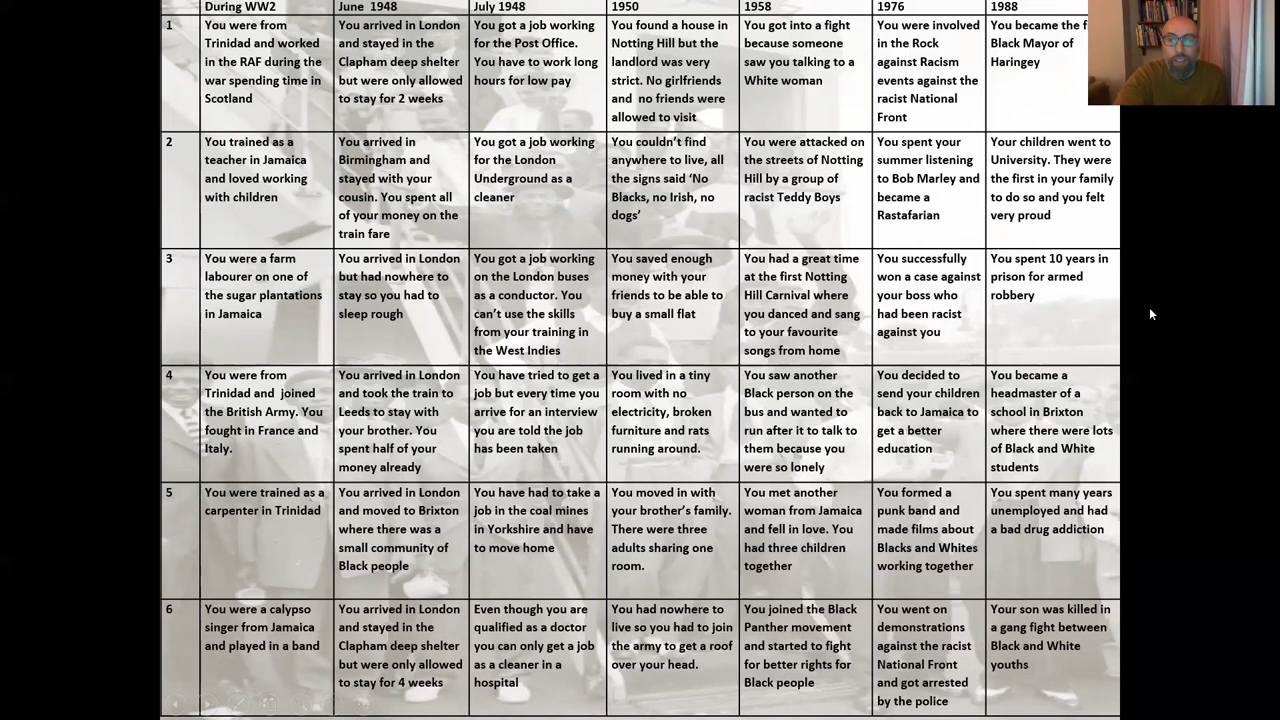 During WW2
June 1948
July 1948
1950
1958
1976
1988
1
You were from
Trinidad and worked
in the RAF during the
war spending time in
Scotland
You arrived in London
and stayed in the
Clapham deep shelter
but were only allowed
to stay for 2 weeks
You got a job working
for the Post Office.
You have to work long
hours for low pay
You found a house in
Notting Hill but the
landlord was very
strict. No girlfriends
and no friends were
allowed to visit
You got into a fight
because someone
saw you talking to a
White woman
You were involved
in the Rock
against Racism
events against the
racist National
Front
You became the
Black Mayor of
Haringey
2
You trained as a
teacher in Jamaica
and loved working
with children
You arrived in
Birmingham and
stayed with your
cousin. You spent all
of your money on the
train fare
You got a job working
for the London
Underground as a
cleaner
You couldn’t find
anywhere to live, all
the signs said ‘No
Blacks, no Irish, no
dogs’
You were attacked on
the streets of Notting
Hill by a group of
racist Teddy Boys
You spent your
summer listening
to Bob Marley and
became a
Rastafarian
Your children went to
University. They were
the first in your family
to do so and you felt
very proud
3
You were a farm
labourer on one of
the sugar plantations
in Jamaica
You arrived in London
but had nowhere to
stay so you had to
sleep rough
You got a job working
on the London buses
as a conductor. You
can’t use the skills
from your training in
the West Indies
You saved enough
money with your
friends to be able to
buy a small flat
You had a great time
at the first Notting
Hill Carnival where
you danced and sang
to your favourite
songs from home
You successfully
won a case against
your boss who
had been racist
against you
You spent 10 years in
prison for armed
robbery
4
You were from
Trinidad and joined
the British Army. You
fought in France and
Italy.
You arrived in London
and took the train to
Leeds to stay with
your brother. You
spent half of your
money already
You have tried to get a
job but every time you
arrive for an interview
you are told the job
has been taken
You lived in a tiny
room with no
electricity, broken
furniture and rats
running around.
You saw another
Black person on the
bus and wanted to
run after it to talk to
them because you
were so lonely
You decided to
send your children
back to Jamaica to
get a better
education
You became a
headmaster of a
school in Brixton
where there were lots
of Black and White
students
5
You were trained as a
carpenter in Trinidad
You arrived in London
and moved to Brixton
where there was a
small community of
Black people
You have had to take a
job in the coal mines
in Yorkshire and have
to move home
You moved in with
your brother’s family.
There were three
adults sharing one
room.
You met another
woman from Jamaica
and fell in love. You
had three children
together
You formed a
punk band and
made films about
Blacks and Whites
working together
You spent many years
unemployed and had
a bad drug addiction
6
You were a calypso
singer from Jamaica
and played in a band
You arrived in London
and stayed in the
Clapham deep shelter
but were only allowed
to stay for 4 weeks
Even though you are
qualified as a doctor
you can only get a job
as a cleaner in a
hospital
You had nowhere to
live so you had to join
the army to get a roof
over your head.
You joined the Black
Panther movement
and started to fight
for better rights for
Black people
You went on
demonstrations
against the racist
National Front
and got arrested
by the police
Your son was killed in
a gang fight between
Black and White
youths